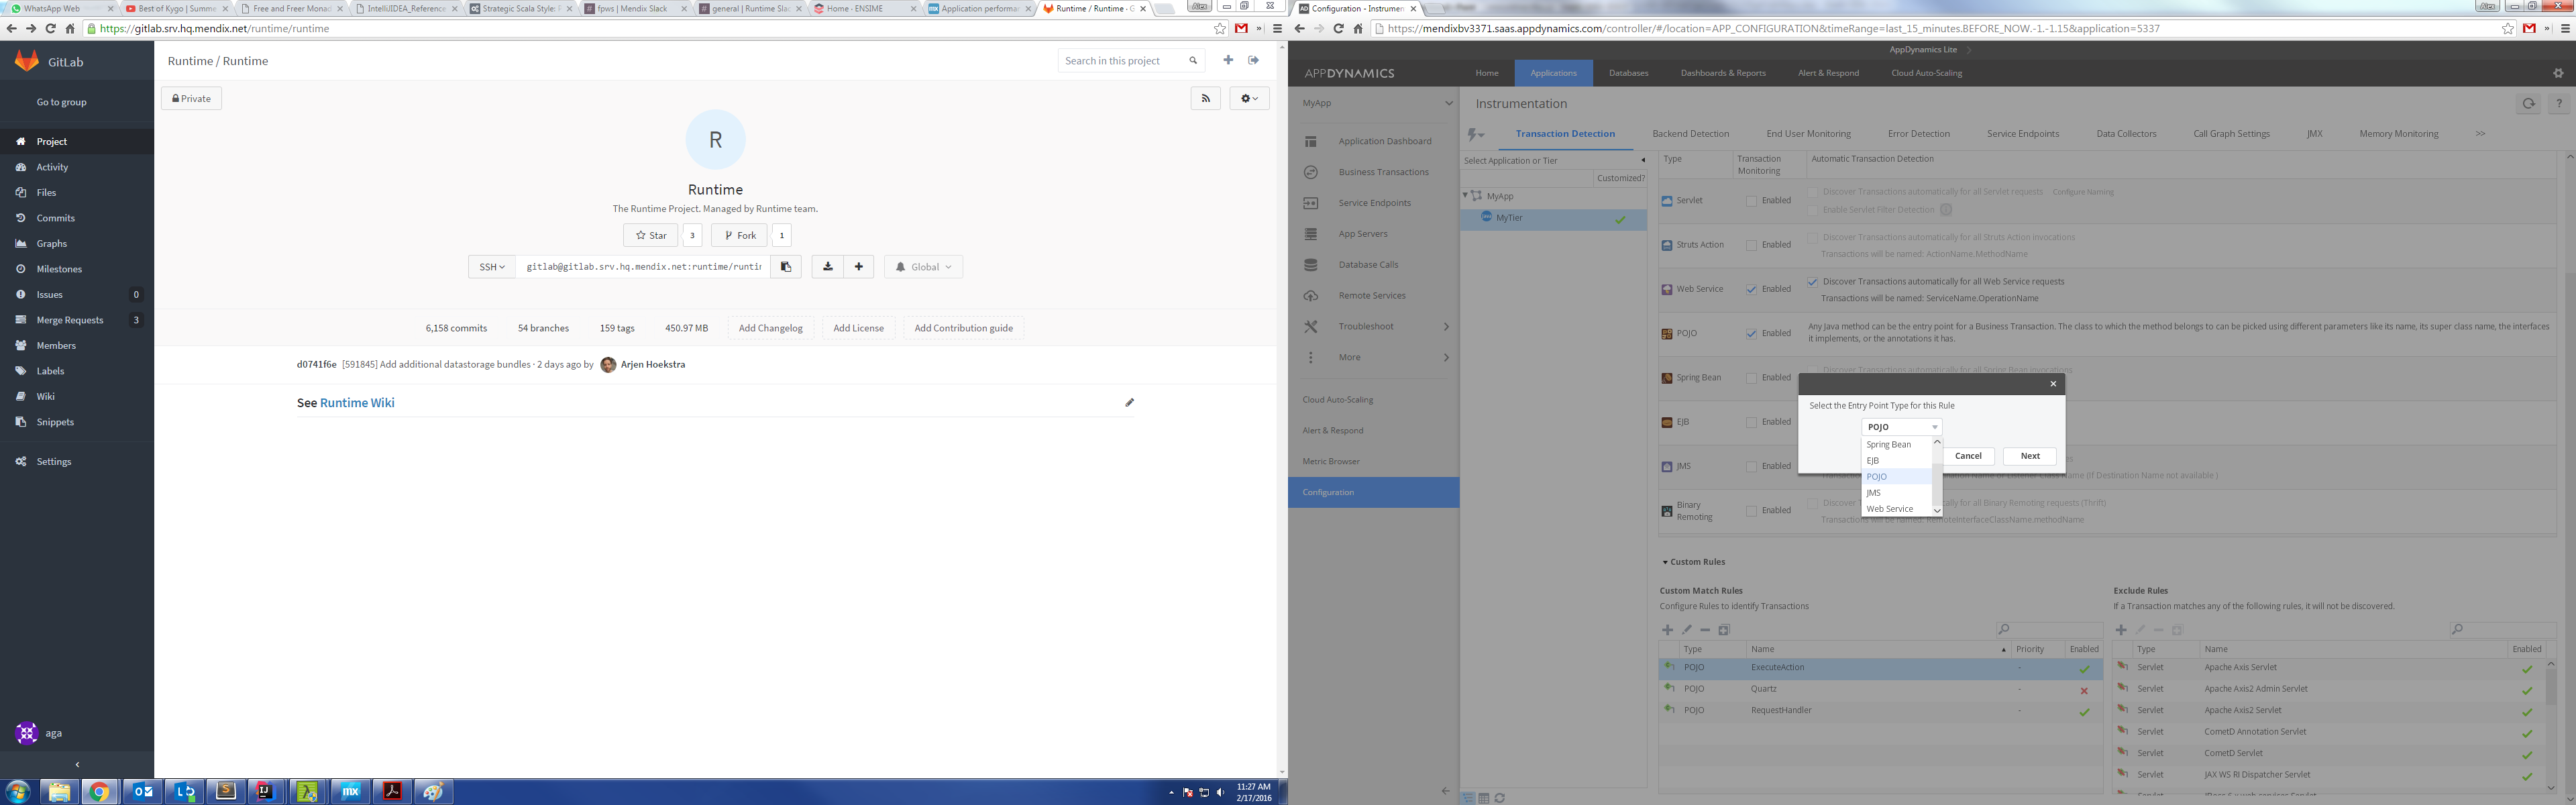 WhatsApp Web
Best of Kygo | Summe
Free and Freer Monad
IntelliJIDEA_Reference
Strategic Scala Style: P
fpws | Mendix Slack
general | Runtime Slac
Home - ENSIME
Application performan
Runtime / Runtime - G
Alex
https://gitlab.srv.hq.mendix.net/runtime/runtime
GitLab
Runtime / Runtime
Search in this project
Go to group
Private
Project
Activity
Files
Commits
Graphs
Milestones
Issues 0
Merge Requests 3
Members
Labels
Wiki
Snippets
Settings
aga
R
Runtime
The Runtime Project. Managed by Runtime team.
Star 3 Fork 1
SSH gitlab@gitlab.srv.hq.mendix.net:runtime/runtin Global
6,158 commits 54 branches 159 tags 450.97 MB Add Changelog Add License Add Contribution guide
d0741f6e [591845] Add additional datastorage bundles · 2 days ago by Arjen Hoekstra
See Runtime Wiki
11:27 AM
2/17/2016
Configuration - Instrumen
Alex
https://mendixbv3371.saas.appdynamics.com/controller/#/location=APP_CONFIGURATION&timeRange=last_15_minutes.BEFORE_NOW.-1.-1.15&application=5337
AppDynamics Lite
APPDYNAMICS
Home Applications Databases Dashboards & Reports Alert & Respond Cloud Auto-Scaling
MyApp
Application Dashboard
Business Transactions
Service Endpoints
App Servers
Database Calls
Remote Services
Troubleshoot
More
Cloud Auto-Scaling
Alert & Respond
Metric Browser
Configuration
Instrumentation
Transaction Detection Backend Detection End User Monitoring Error Detection Service Endpoints Data Collectors Call Graph Settings JMX Memory Monitoring >>
Select Application or Tier
Customized?
MyApp
MyTier
Type Transaction Monitoring Automatic Transaction Detection
Servlet Enabled Discover Transactions automatically for all Servlet requests Configure Naming
Enable Servlet Filter Detection
Struts Action Enabled Discover Transactions automatically for all Struts Action invocations
Transactions will be named: ActionName.MethodName
Web Service Enabled Discover Transactions automatically for all Web Service requests
Transactions will be named: ServiceName.OperationName
POJO Enabled Any Java method can be the entry point for a Business Transaction. The class to which the method belongs to can be picked using different parameters like its name, its super class name, the interfaces
it implements, or the annotations it has.
Spring Bean Enabled Discover Transactions automatically for all Spring Bean invocations
EJB Enabled
JMS Enabled
Name (If Destination Name not available )
Binary Remoting Enabled Discover automatically for all Binary Remoting requests (Thrift)
Transactions will be named: RemoteInterfaceClassName.methodName
Select the Entry Point Type for this Rule
POJO
Spring Bean
EJB
POJO
JMS
Web Service
Cancel Next
Custom Rules
Custom Match Rules
Configure Rules to identify Transactions
Type Name Priority Enabled
POJO ExecuteAction -
POJO Quartz -
POJO RequestHandler -
Exclude Rules
If a Transaction matches any of the following rules, it will not be discovered.
Type Name Enabled
Servlet Apache Axis Servlet
Servlet Apache Axis2 Admin Servlet
Servlet Apache Axis2 Servlet
Servlet CometD Annotation Servlet
Servlet CometD Servlet
Servlet JAX WS RI Dispatcher Servlet